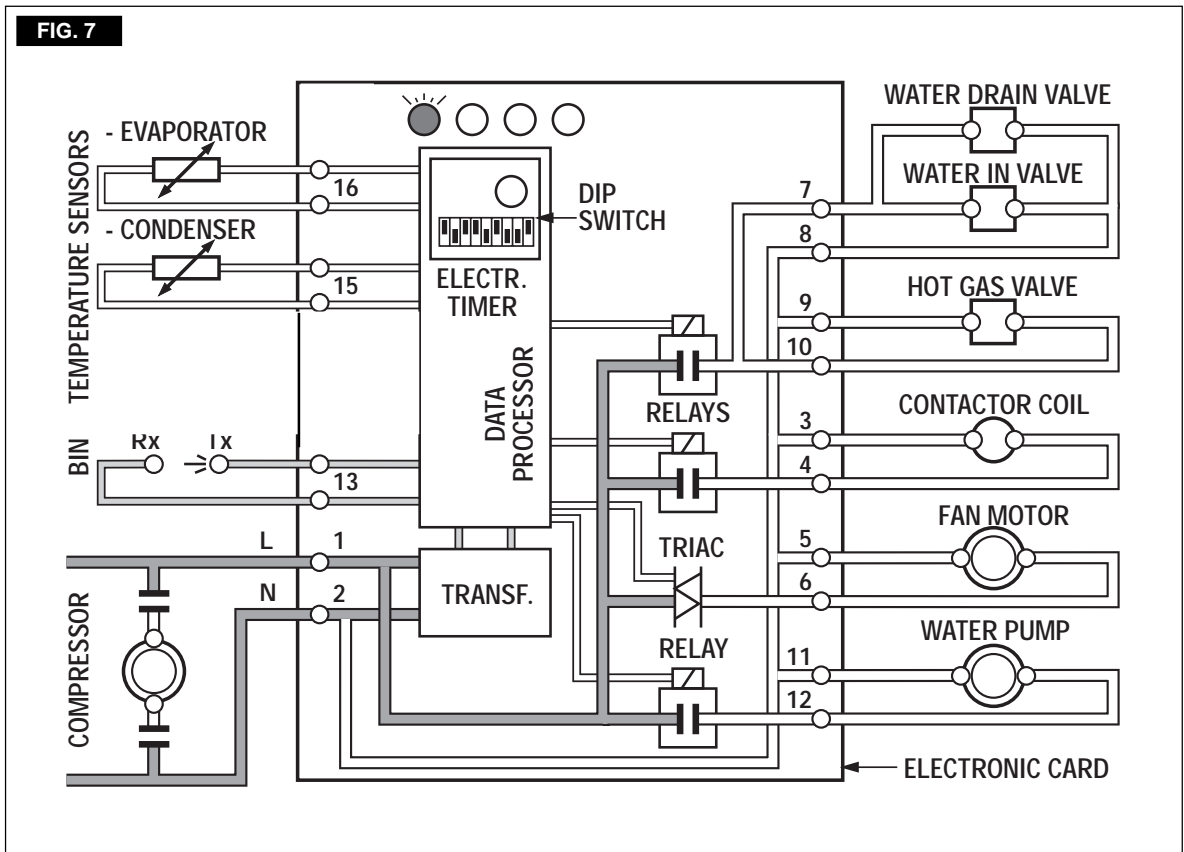 FIG. 7
TEMPERATURE SENSORS
- EVAPORATOR
16
- CONDENSER
15
BIN
Rx
Tx
13
L
1
N
2
COMPRESSOR
DIP
SWITCH
ELECTR.
TIMER
DATA
PROCESSOR
TRANSF.
RELAYS
TRIAC
RELAY
WATER DRAIN VALVE
WATER IN VALVE
7
8
HOT GAS VALVE
9
10
CONTACTOR COIL
3
4
FAN MOTOR
5
6
WATER PUMP
11
12
ELECTRONIC CARD